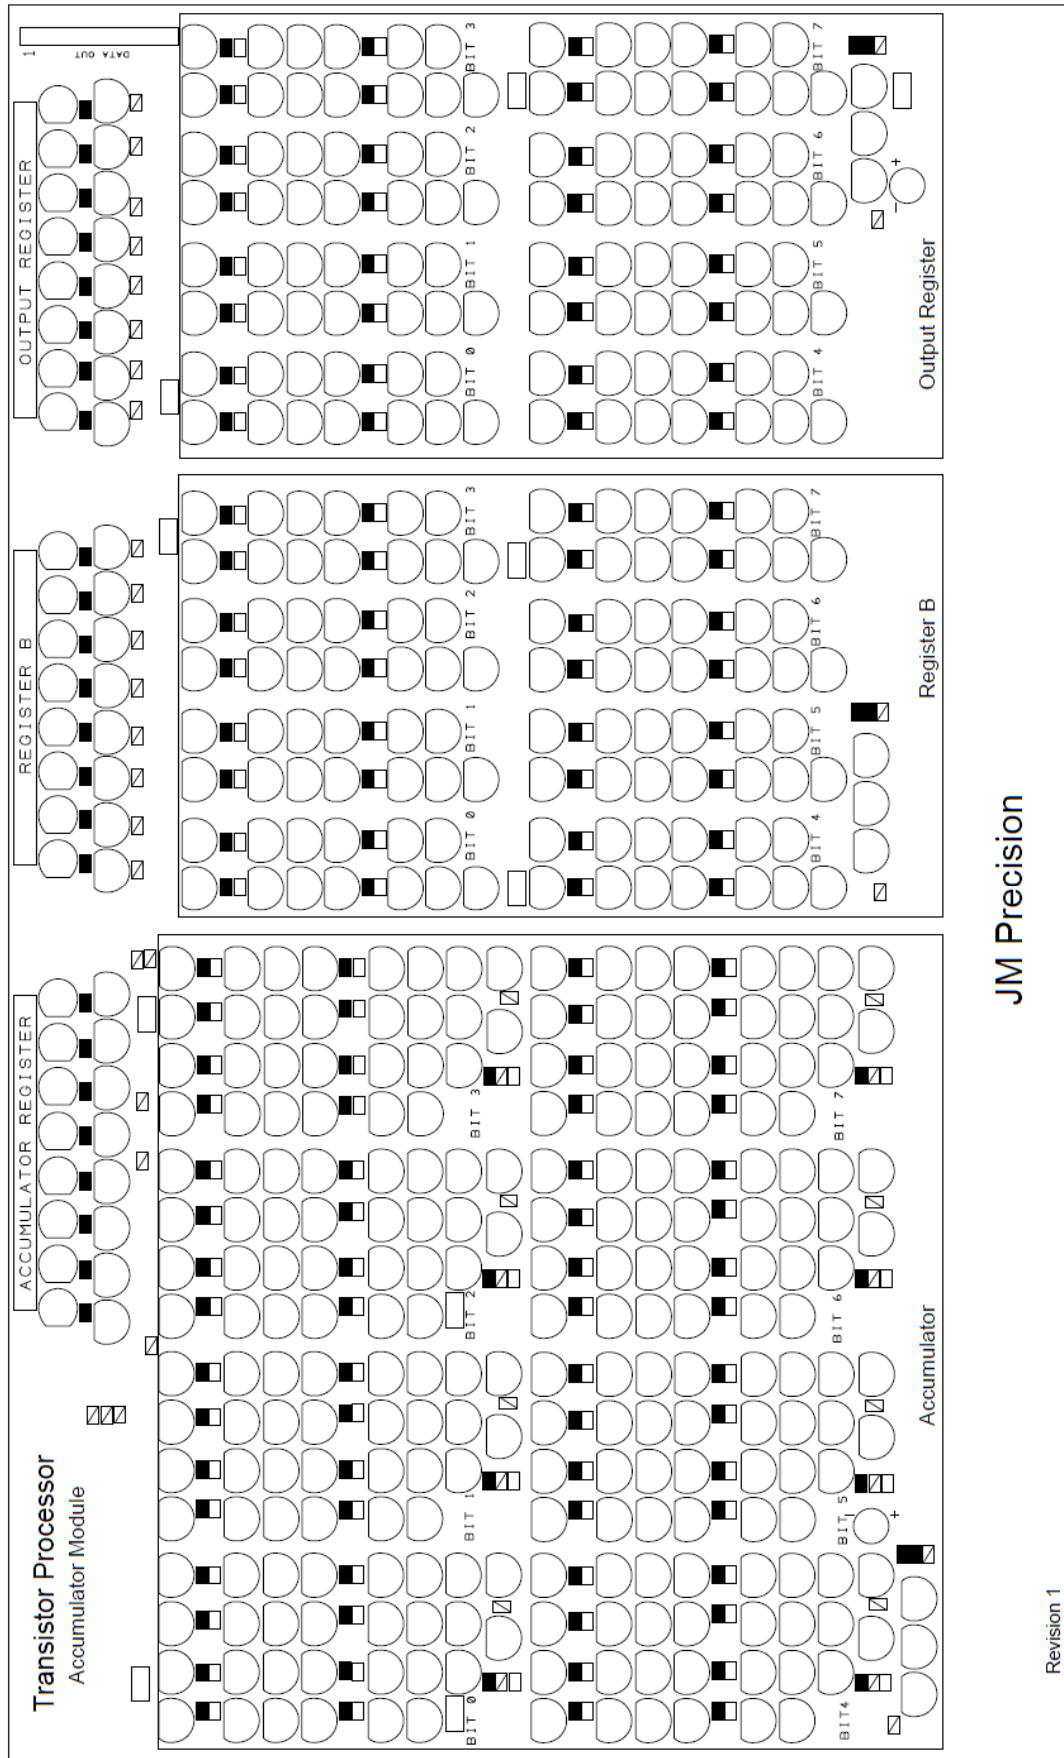 Transistor Processor
Accumulator Module
ACCUMULATOR REGISTER
REGISTER B
OUTPUT REGISTER
1
DATA OUT
BIT 0
BIT 1
BIT 2
BIT 3
BIT 0
BIT 1
BIT 2
BIT 3
BIT 0
BIT 1
BIT 2
BIT 3
BIT4
BIT 5
BIT 6
BIT 7
BIT 4
BIT 5
BIT 6
BIT 7
BIT 4
BIT 5
BIT 6
BIT 7
- +
- +
Accumulator
Register B
Output Register
JM Precision
Revision 1